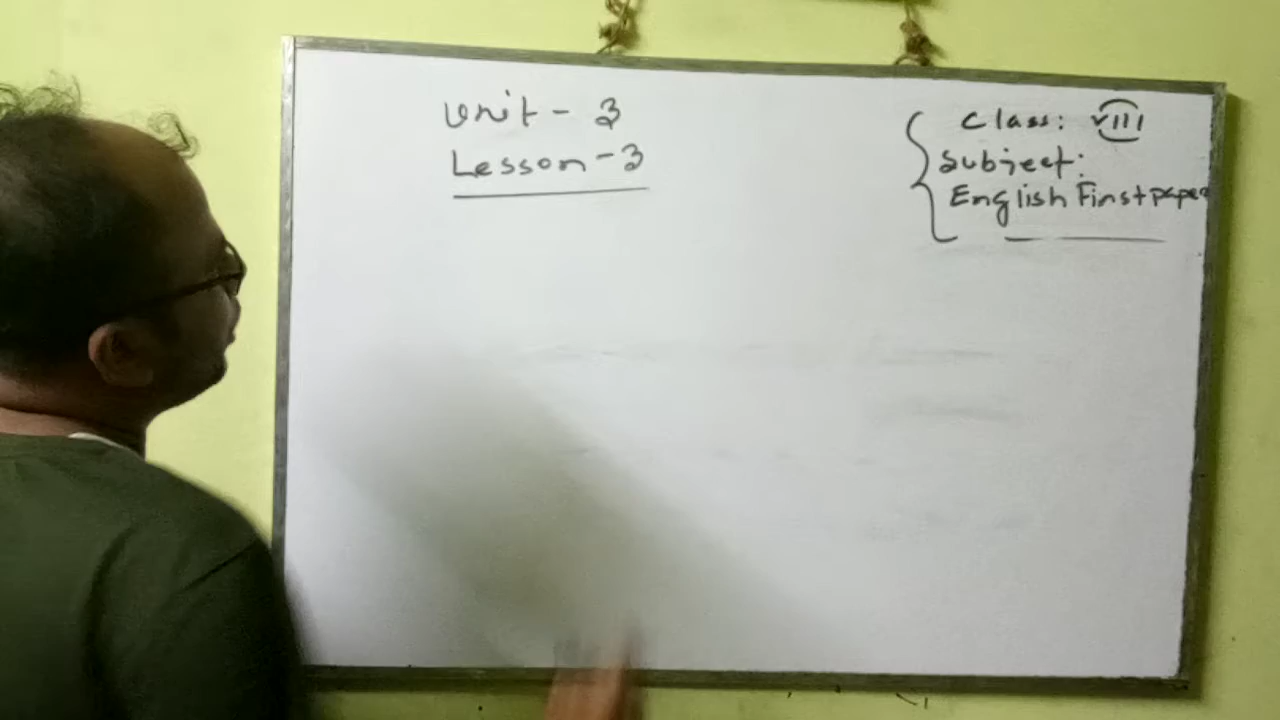 Unit - 3
Lesson - 3
Class: VIII
Subject:
English First paper